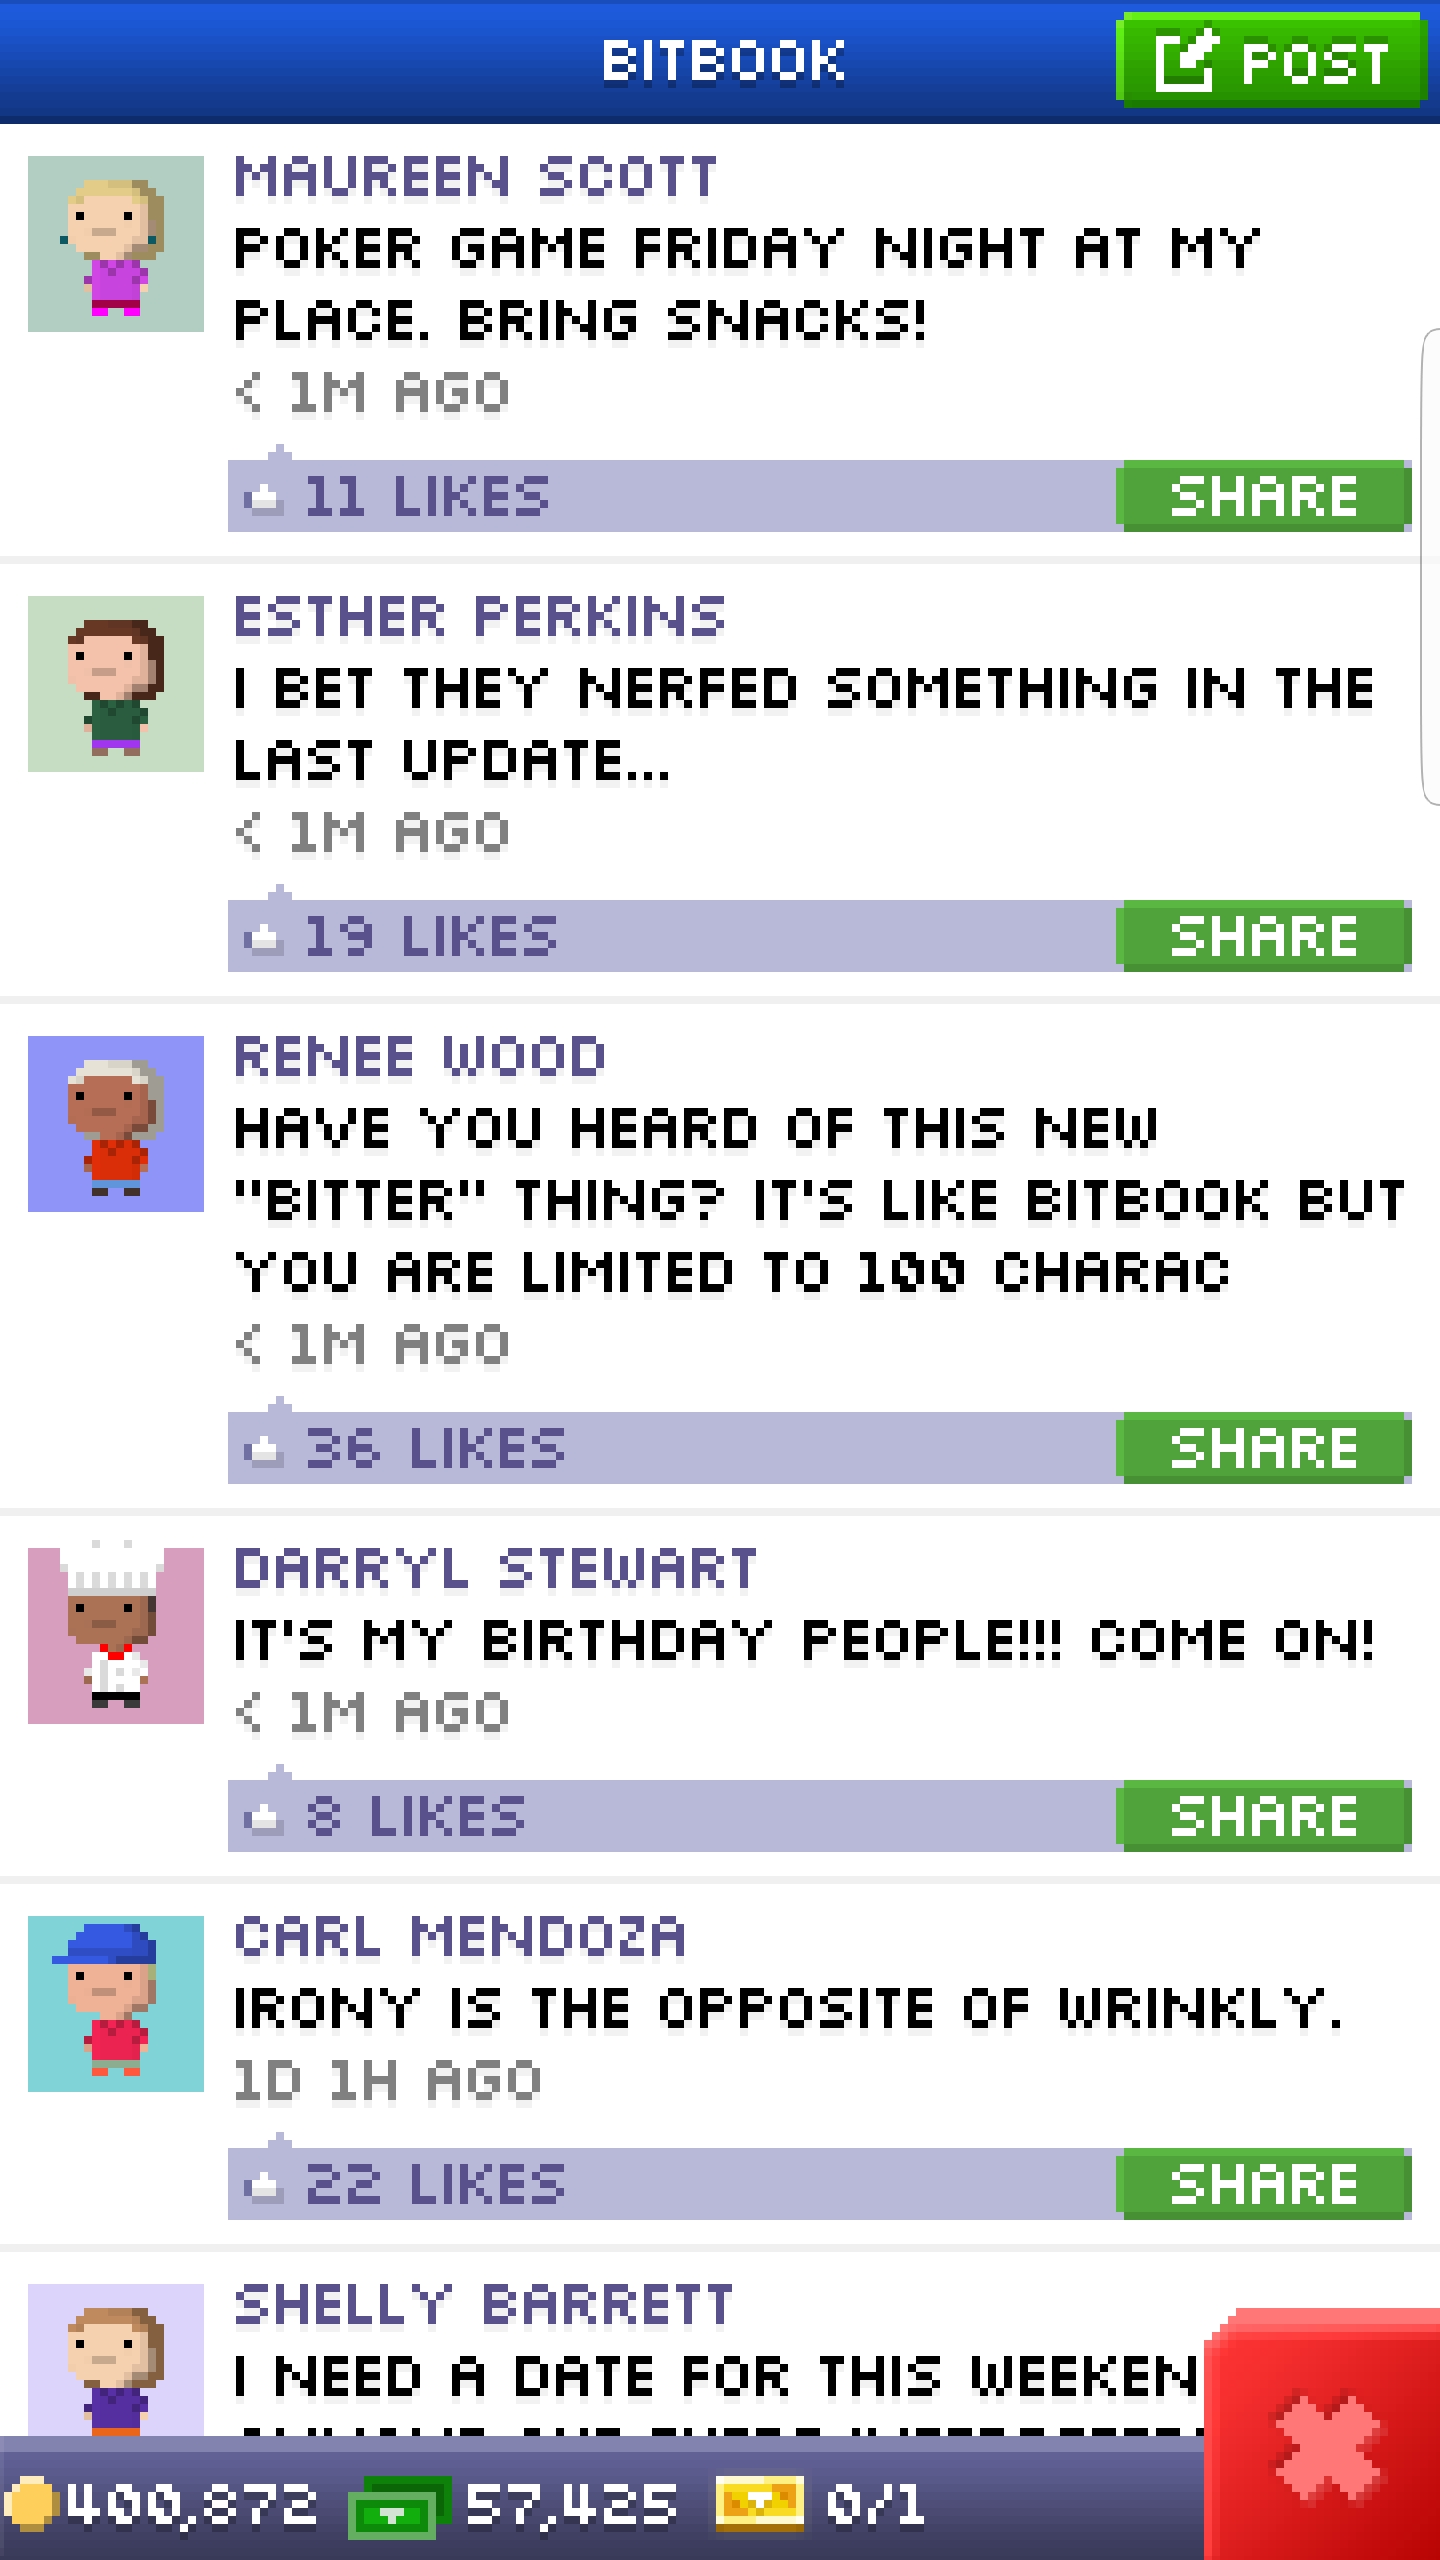 BITBOOK
POST
MAUREEN SCOTT
POKER GAME FRIDAY NIGHT AT MY
PLACE. BRING SNACKS!
< 1M AGO
11 LIKES
SHARE
ESTHER PERKINS
I BET THEY NERFED SOMETHING IN THE
LAST UPDATE...
< 1M AGO
19 LIKES
SHARE
RENEE WOOD
HAVE YOU HEARD OF THIS NEW
"BITTER" THING? IT'S LIKE BITBOOK BUT
YOU ARE LIMITED TO 100 CHARAC
< 1M AGO
36 LIKES
SHARE
DARRYL STEWART
IT'S MY BIRTHDAY PEOPLE!!! COME ON!
< 1M AGO
8 LIKES
SHARE
CARL MENDOZA
IRONY IS THE OPPOSITE OF WRINKLY.
1D 1H AGO
22 LIKES
SHARE
SHELLY BARRETT
I NEED A DATE FOR THIS WEEKEN
400,872
57,425
0/1